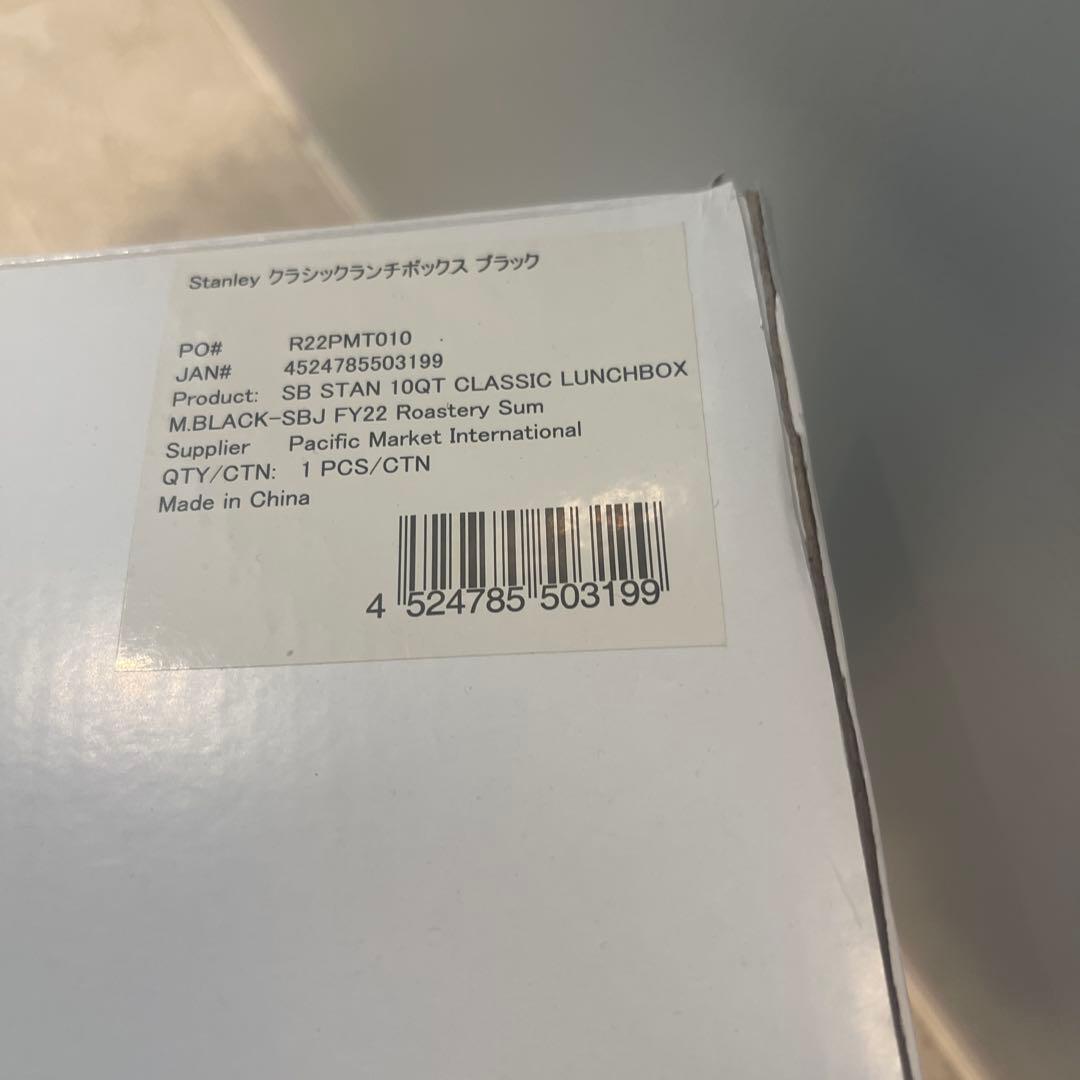 Stanley クラシックランチボックス ブラック
PO# R22PMT010
JAN# 4524785503199
Product: SB STAN 10QT CLASSIC LUNCHBOX
M.BLACK-SBJ FY22 Roastery Sum
Supplier Pacific Market International
QTY/CTN: 1 PCS/CTN
Made in China
4 524785 503199